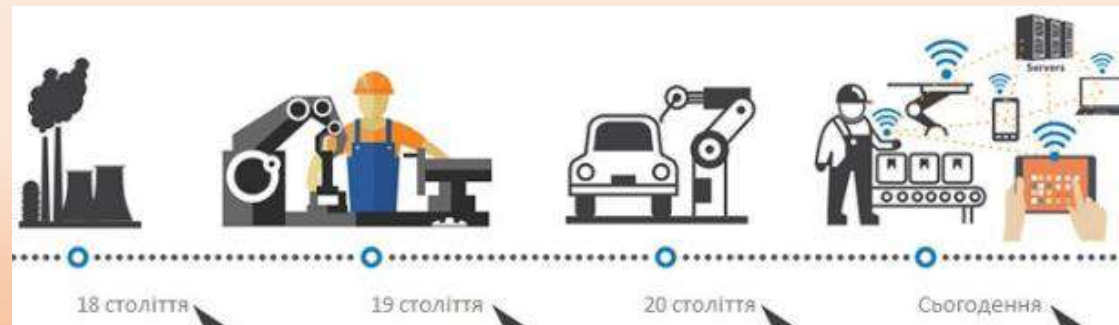 Servers
18 століття
19 століття
20 століття
Сьогодення